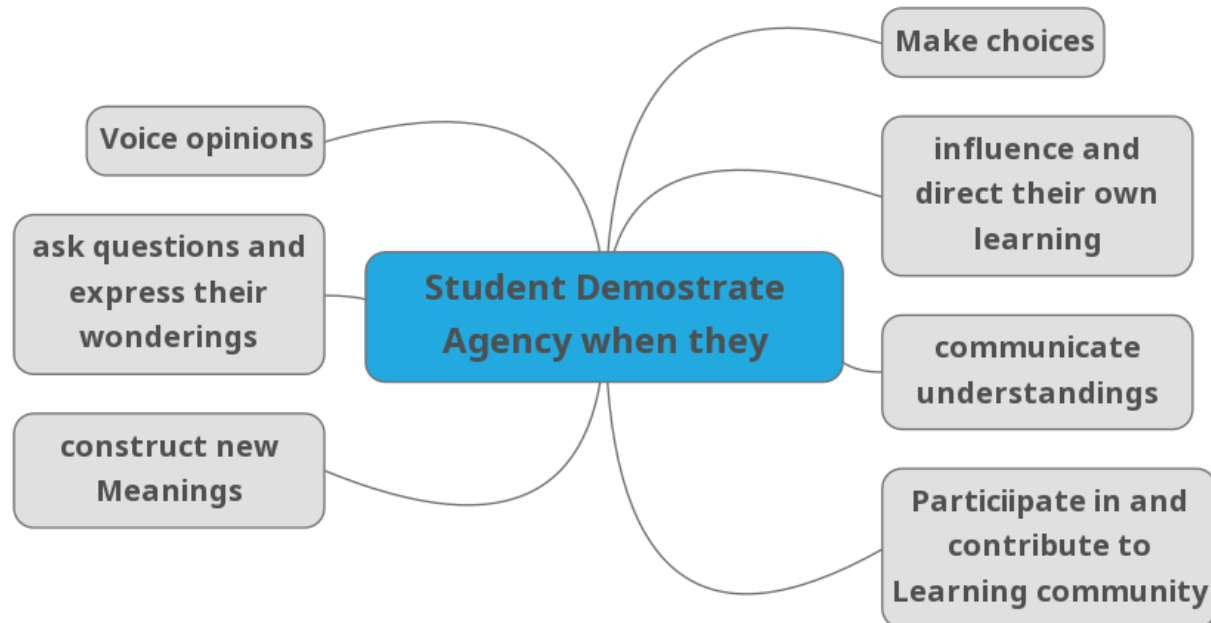 Student Demostrate
Agency when they
Make choices
influence and
direct their own
learning
communicate
understandings
Particiipate in and
contribute to
Learning community
Voice opinions
ask questions and
express their
wonderings
construct new
Meanings